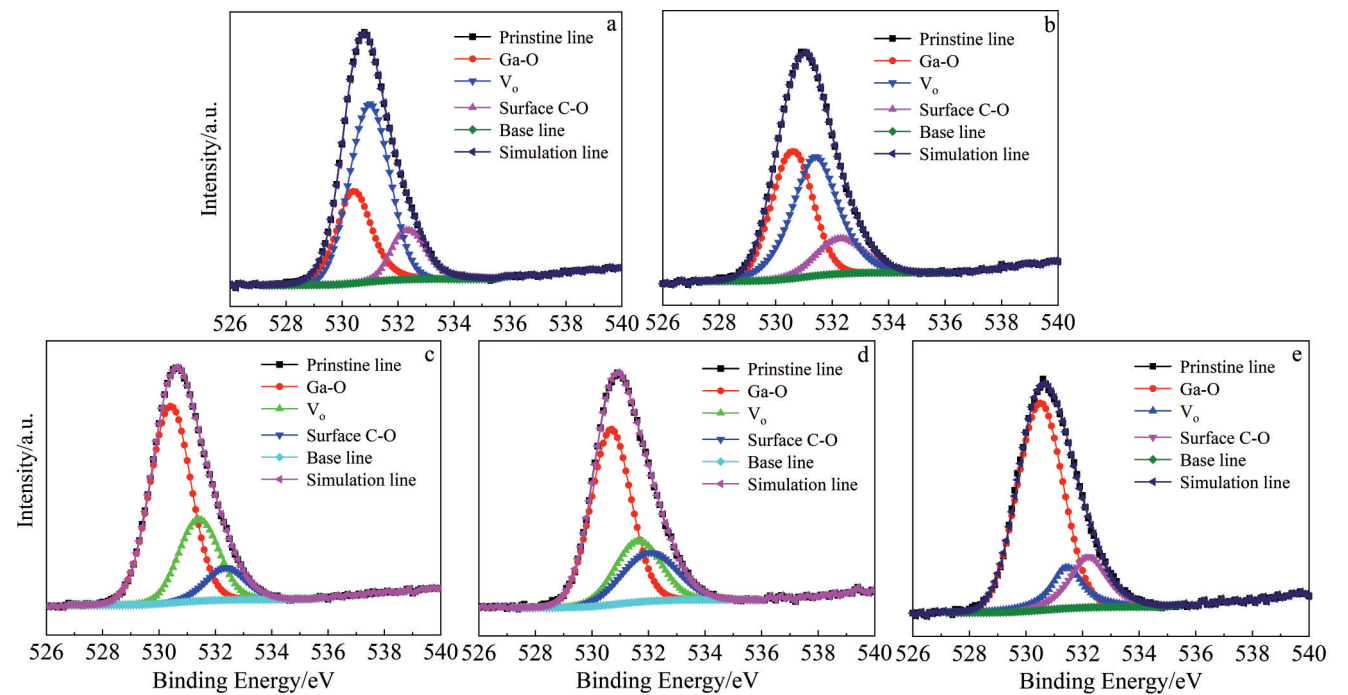 a
Prinstine line
Ga-O
Vo
Surface C-O
Base line
Simulation line
Intensity/a.u.
526 528 530 532 534 536 538 540
b
Prinstine line
Ga-O
Vo
Surface C-O
Base line
Simulation line
526 528 530 532 534 536 538 540
c
Prinstine line
Ga-O
Vo
Surface C-O
Base line
Simulation line
Intensity/a.u.
526 528 530 532 534 536 538 540
Binding Energy/eV
d
Prinstine line
Ga-O
Vo
Surface C-O
Base line
Simulation line
526 528 530 532 534 536 538 540
Binding Energy/eV
e
Prinstine line
Ga-O
Vo
Surface C-O
Base line
Simulation line
526 528 530 532 534 536 538 540
Binding Energy/eV